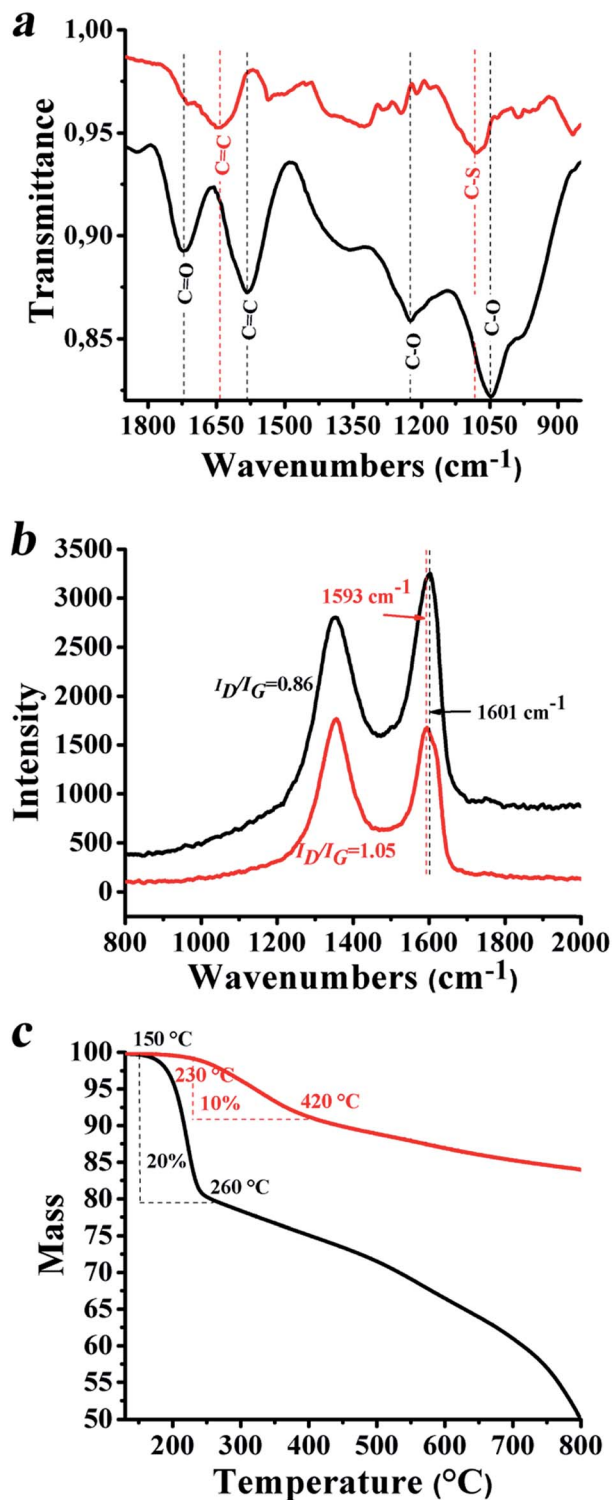 a
1,00
0,95
0,90
0,85
Transmittance
C=O
C=C
C=C
C-O
C-S
C-O
1800 1650 1500 1350 1200 1050 900
Wavenumbers (cm-1)
b
3500
3000
2500
2000
1500
1000
500
0
Intensity
1593 cm-1
ID/IG=0.86
1601 cm-1
ID/IG=1.05
800 1000 1200 1400 1600 1800 2000
Wavenumbers (cm-1)
c
100
95
90
85
80
75
70
65
60
55
50
Mass
150 °C
230 °C
10%
420 °C
20%
260 °C
200 300 400 500 600 700 800
Temperature (°C)